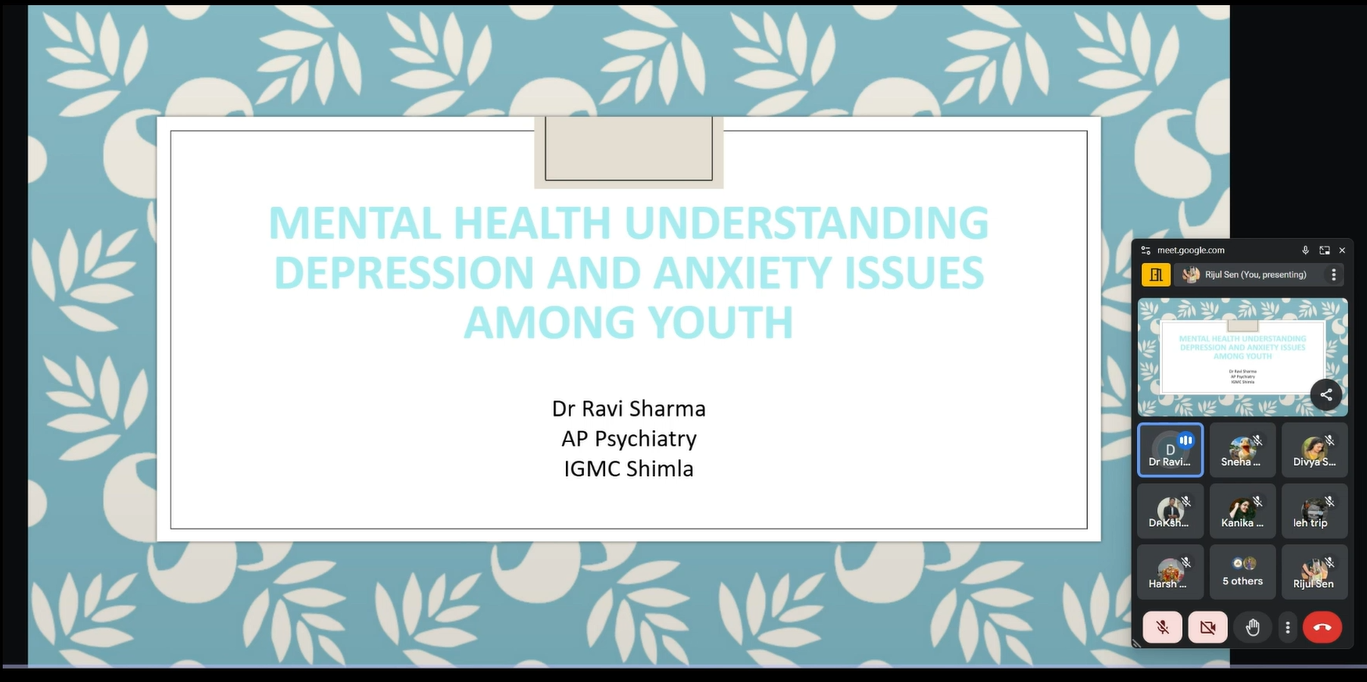 MENTAL HEALTH UNDERSTANDING
DEPRESSION AND ANXIETY ISSUES
AMONG YOUTH
Dr Ravi Sharma
AP Psychiatry
IGMC Shimla
meet.google.com
Rijul Sen (You, presenting)
MENTAL HEALTH UNDERSTANDING
DEPRESSION AND ANXIETY ISSUES
AMONG YOUTH
Dr Ravi Sharma
AP Psychiatry
IGMC Shimla
D
Dr Ravi...
Sneha ...
Divya S...
Kanika ...
leh trip
Harsh ...
5 others
Rijul Sen